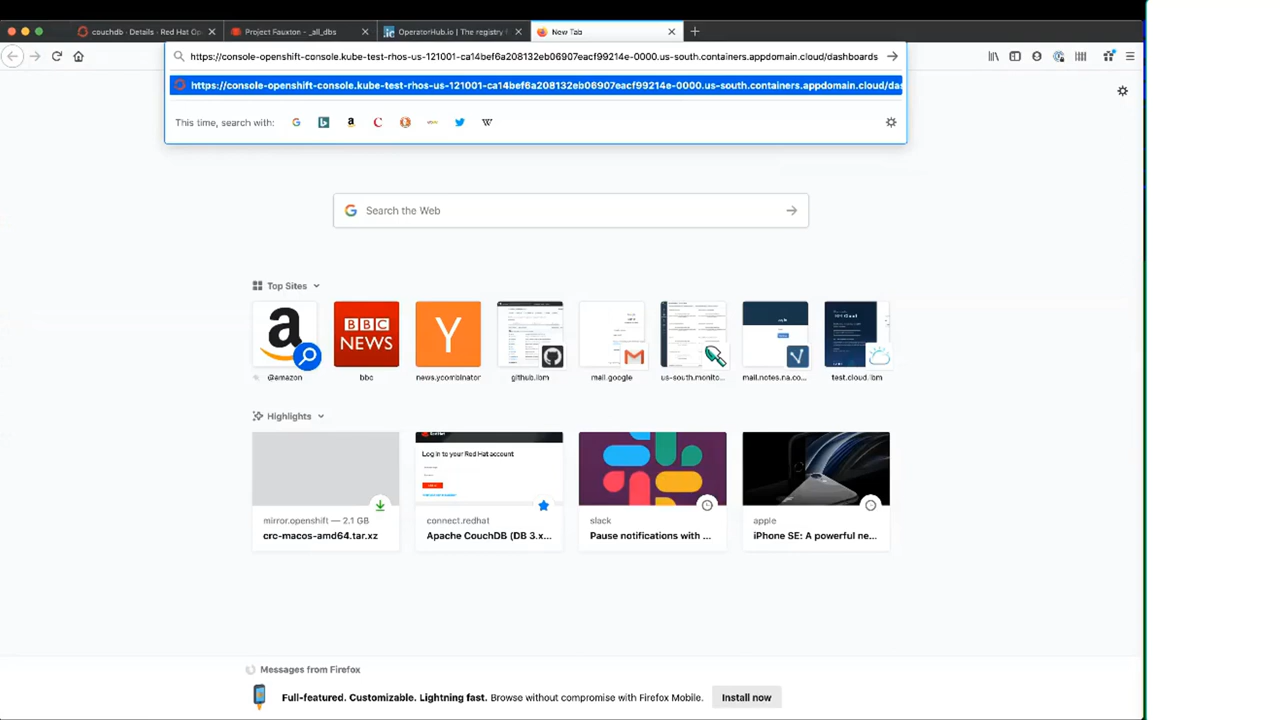 couchdb · Details · Red Hat Op
Project Fauxton - _all_dbs
OperatorHub.io | The registry
New Tab
https://console-openshift-console.kube-test-rhos-us-121001-ca14bef6a208132eb06907eacf99214e-0000.us-south.containers.appdomain.cloud/dashboards
https://console-openshift-console.kube-test-rhos-us-121001-ca14bef6a208132eb06907eacf99214e-0000.us-south.containers.appdomain.cloud/das
This time, search with:
Search the Web
Top Sites
BBC
NEWS
@amazon
bbc
news.ycombinator
github.ibm
mail.google
us-south.monito...
mail.notes.na.co...
test.cloud.ibm
Highlights
Log in to your Red Hat account
mirror.openshift — 2.1 GB
crc-macos-amd64.tar.xz
connect.redhat
Apache CouchDB (DB 3.x...
slack
Pause notifications with ...
apple
iPhone SE: A powerful ne...
Messages from Firefox
Full-featured. Customizable. Lightning fast. Browse without compromise with Firefox Mobile.
Install now